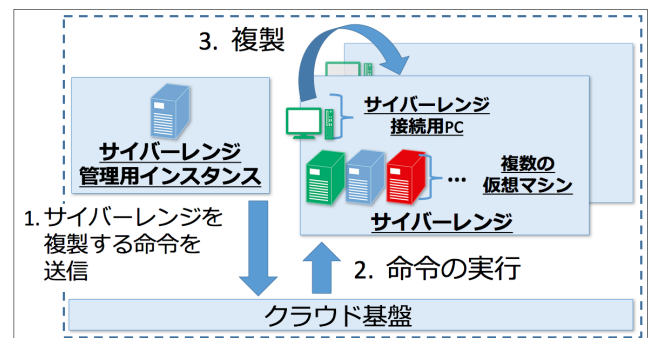 3. 複製
サイバーレンジ
接続用PC
サイバーレンジ
管理用インスタンス
… 複数の
仮想マシン
サイバーレンジ
1. サイバーレンジを
複製する命令を
送信
2. 命令の実行
クラウド基盤